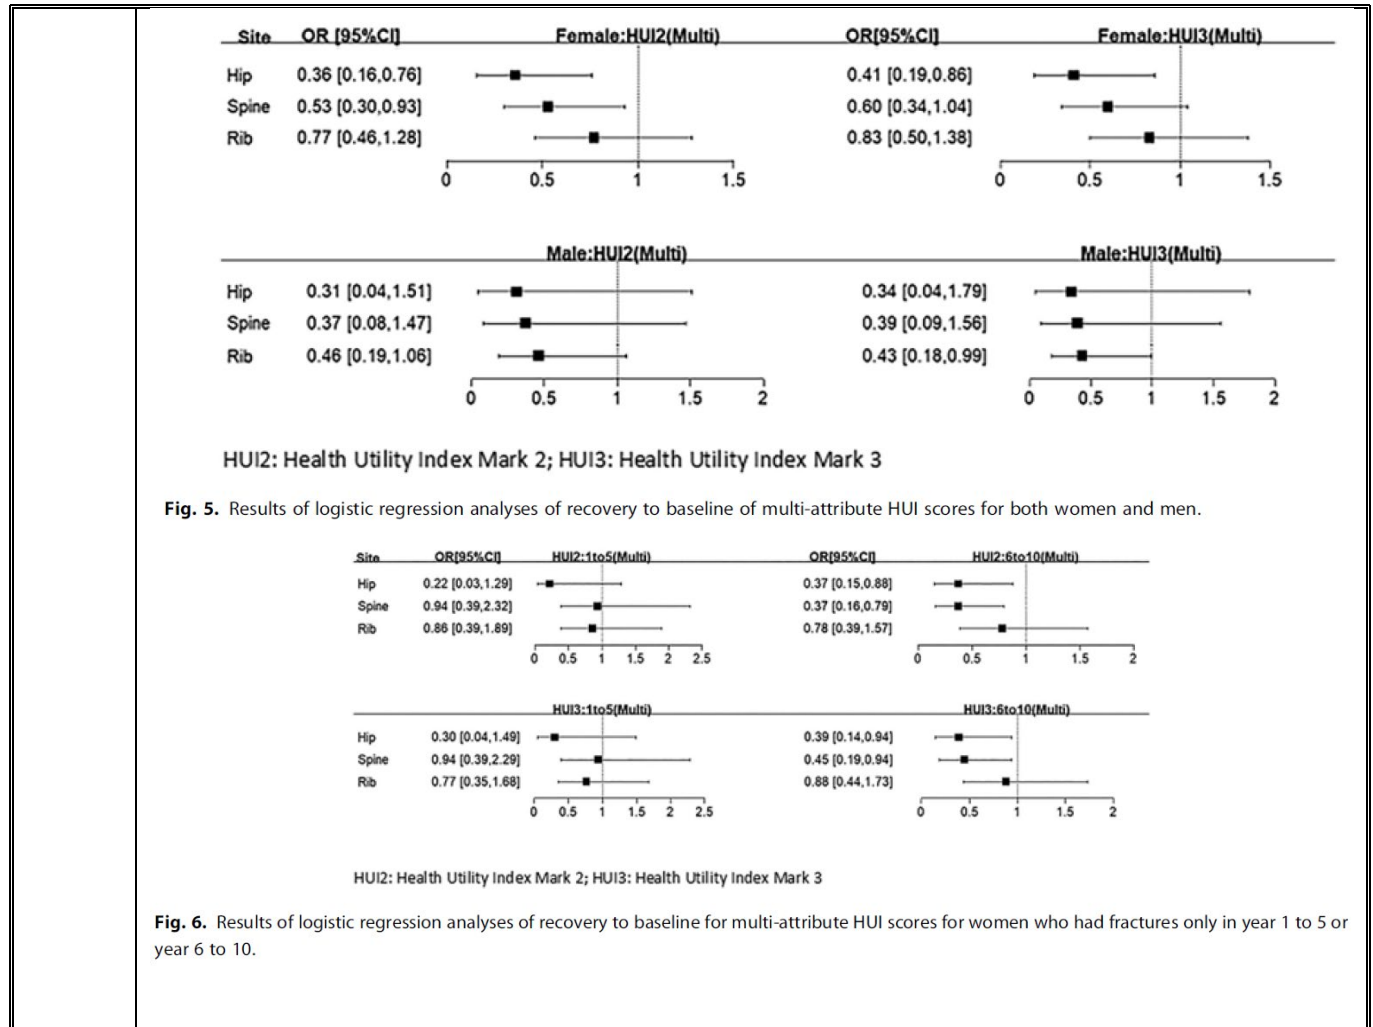 Site OR [95%CI] Female:HUI2(Multi) OR[95%CI] Female:HUI3(Multi)
Hip 0.36 [0.16,0.76] 0.41 [0.19,0.86]
Spine 0.53 [0.30,0.93] 0.60 [0.34,1.04]
Rib 0.77 [0.46,1.28] 0.83 [0.50,1.38]
0 0.5 1 1.5 0 0.5 1 1.5
Male:HUI2(Multi) Male:HUI3(Multi)
Hip 0.31 [0.04,1.51] 0.34 [0.04,1.79]
Spine 0.37 [0.08,1.47] 0.39 [0.09,1.56]
Rib 0.46 [0.19,1.06] 0.43 [0.18,0.99]
0 0.5 1 1.5 2 0 0.5 1 1.5 2
HUI2: Health Utility Index Mark 2; HUI3: Health Utility Index Mark 3
Fig. 5. Results of logistic regression analyses of recovery to baseline of multi-attribute HUI scores for both women and men.
Site OR[95%CI] HUI2:1to5(Multi) OR[95%CI] HUI2:6to10(Multi)
Hip 0.22 [0.03,1.29] 0.37 [0.15,0.88]
Spine 0.94 [0.39,2.32] 0.37 [0.16,0.79]
Rib 0.86 [0.39,1.89] 0.78 [0.39,1.57]
0 0.5 1 1.5 2 2.5 0 0.5 1 1.5 2
HUI3:1to5(Multi) HUI3:6to10(Multi)
Hip 0.30 [0.04,1.49] 0.39 [0.14,0.94]
Spine 0.94 [0.39,2.29] 0.45 [0.19,0.94]
Rib 0.77 [0.35,1.68] 0.88 [0.44,1.73]
0 0.5 1 1.5 2 2.5 0 0.5 1 1.5 2
HUI2: Health Utility Index Mark 2; HUI3: Health Utility Index Mark 3
Fig. 6. Results of logistic regression analyses of recovery to baseline for multi-attribute HUI scores for women who had fractures only in year 1 to 5 or
year 6 to 10.